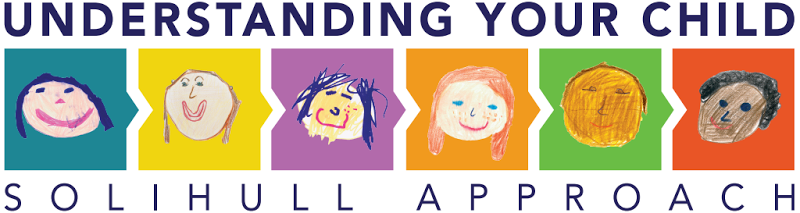 UNDERSTANDING YOUR CHILD
SOLIHULL APPROACH